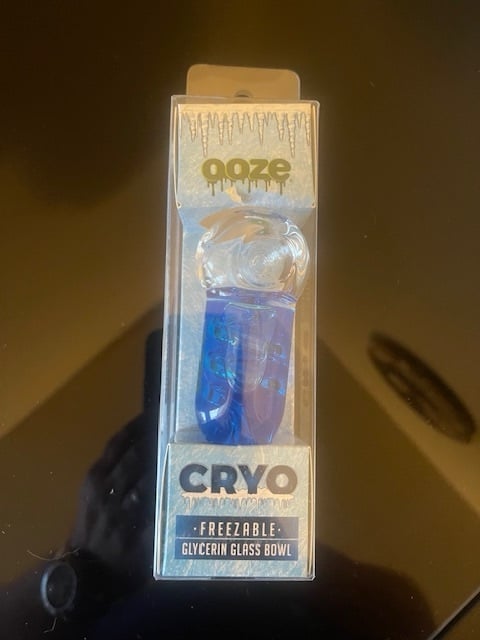 ooze
CRYO
·FREEZABLE·
GLYCERIN GLASS BOWL